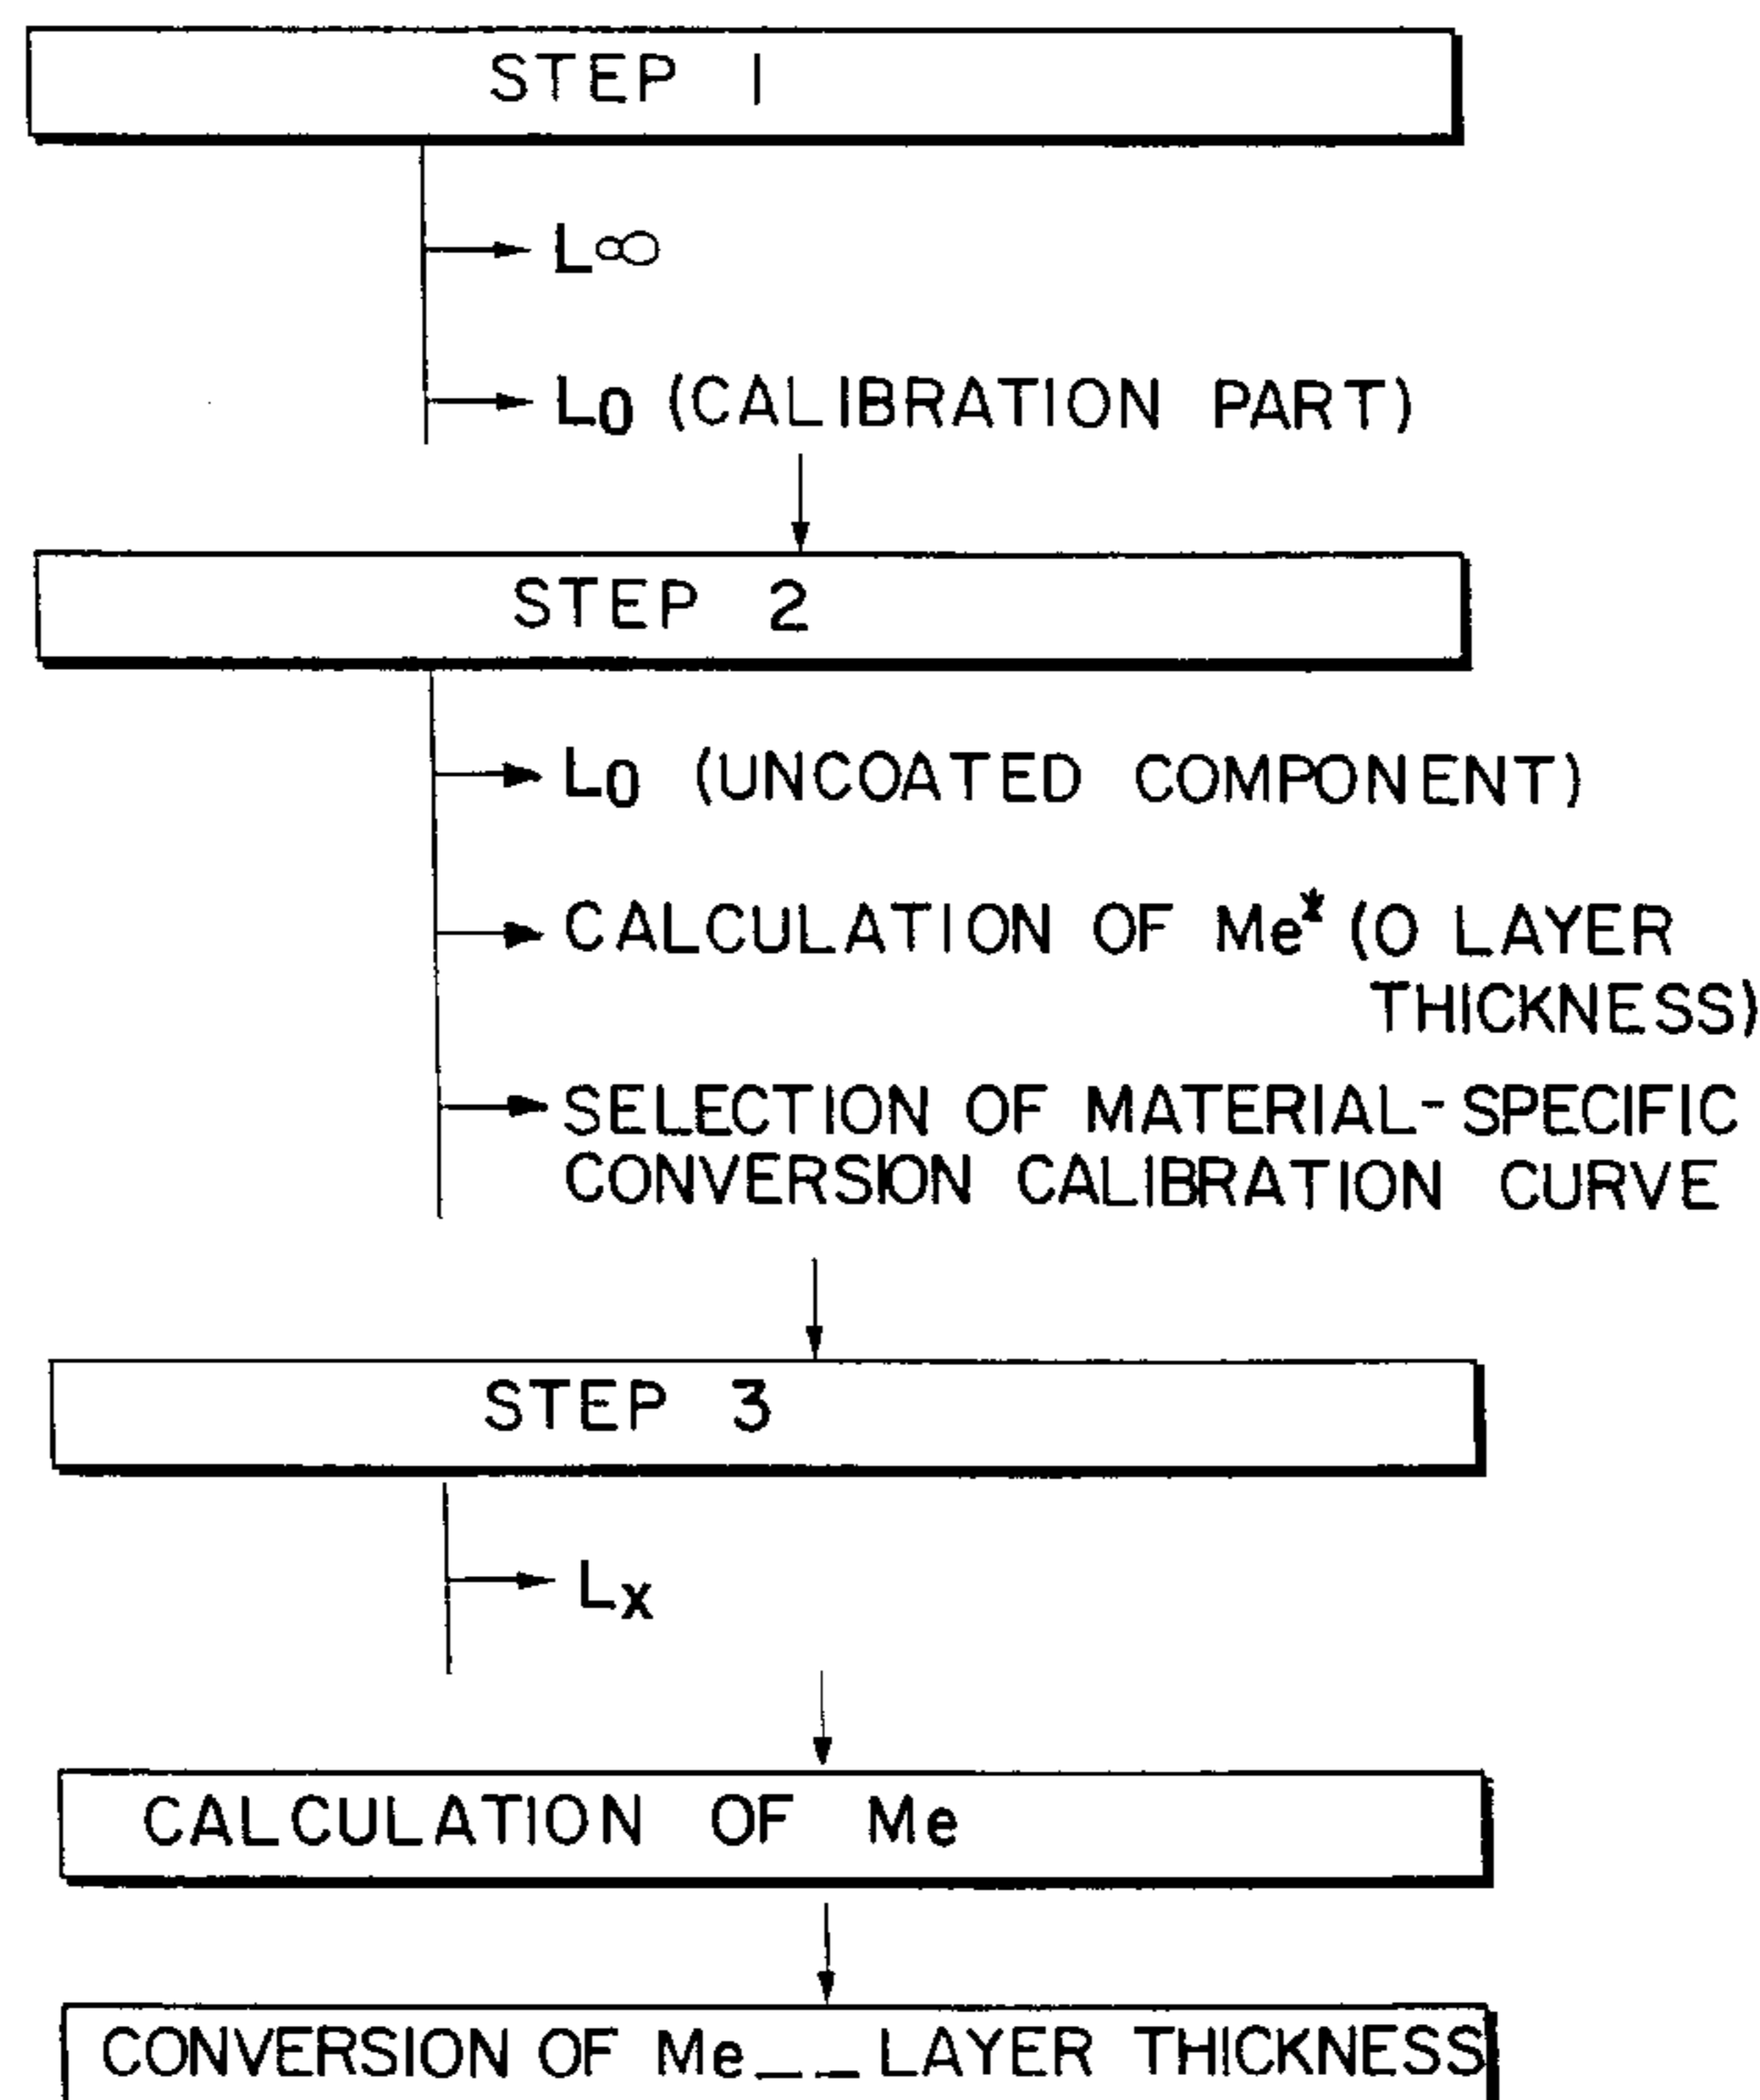 STEP 1
L∞
L0 (CALIBRATION PART)
STEP 2
L0 (UNCOATED COMPONENT)
CALCULATION OF Me* (0 LAYER
THICKNESS)
SELECTION OF MATERIAL-SPECIFIC
CONVERSION CALIBRATION CURVE
STEP 3
Lx
CALCULATION OF Me
CONVERSION OF Me__LAYER THICKNESS